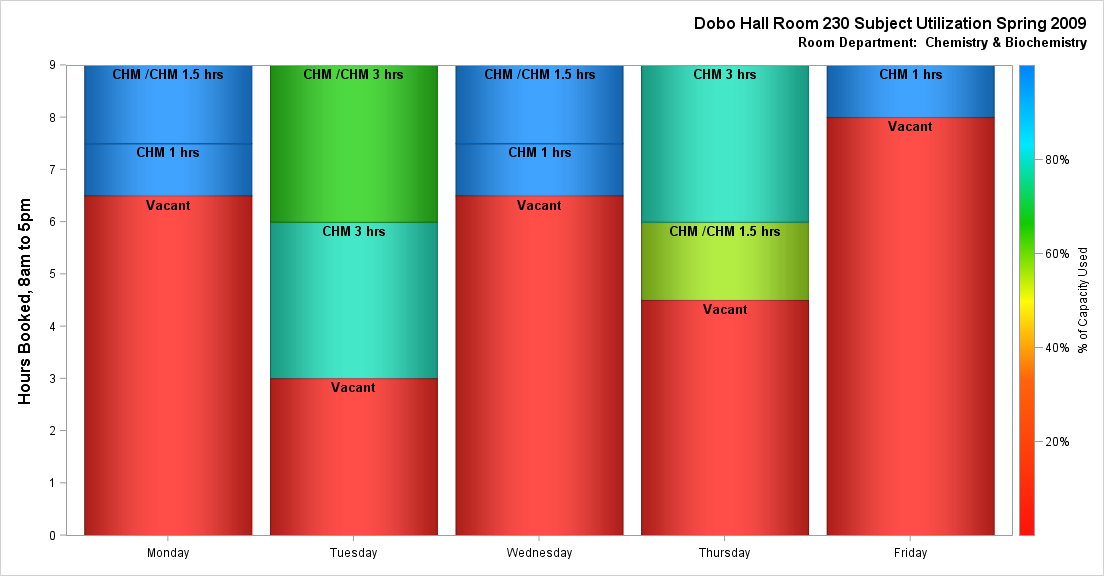 Dobo Hall Room 230 Subject Utilization Spring 2009
Room Department:  Chemistry & Biochemistry
Hours Booked, 8am to 5pm
9
8
7
6
5
4
3
2
1
0
CHM /CHM 1.5 hrs
CHM 1 hrs
Vacant
CHM /CHM 3 hrs
CHM 3 hrs
Vacant
CHM /CHM 1.5 hrs
CHM 1 hrs
Vacant
CHM 3 hrs
CHM /CHM 1.5 hrs
Vacant
CHM 1 hrs
Vacant
Monday
Tuesday
Wednesday
Thursday
Friday
80%
60%
40%
20%
% of Capacity Used